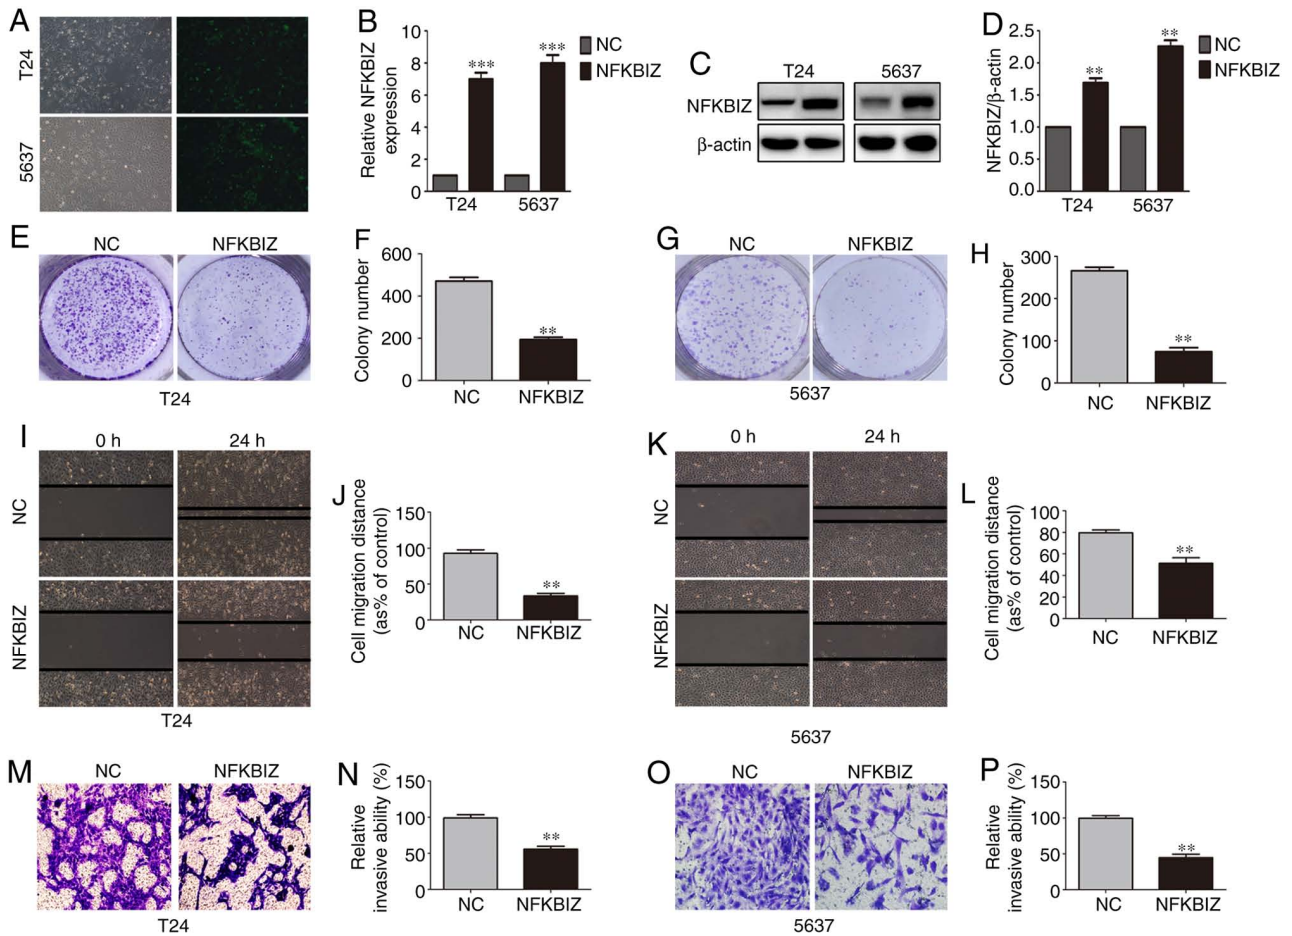 A
T24
5637
B
Relative NFKBIZ
expression
10
8
6
4
2
0
***
***
T24
5637
NC
NFKBIZ
C
T24
5637
NFKBIZ
β-actin
D
NFKBIZ/β-actin
2.5
2.0
1.5
1.0
0.5
0.0
**
**
T24
5637
NC
NFKBIZ
E
NC
NFKBIZ
T24
F
Colony number
600
400
200
0
**
NC
NFKBIZ
G
NC
NFKBIZ
5637
H
Colony number
300
200
100
0
**
NC
NFKBIZ
I
0 h
24 h
NC
NFKBIZ
T24
J
Cell migration distance
(as% of control)
150
100
50
0
**
NC
NFKBIZ
K
0 h
24 h
NC
NFKBIZ
5637
L
Cell migration distance
(as% of control)
100
80
60
40
20
0
**
NC
NFKBIZ
M
NC
NFKBIZ
T24
N
Relative
invasive ability (%)
150
100
50
0
**
NC
NFKBIZ
O
NC
NFKBIZ
5637
P
Relative
invasive ability (%)
150
100
50
0
**
NC
NFKBIZ